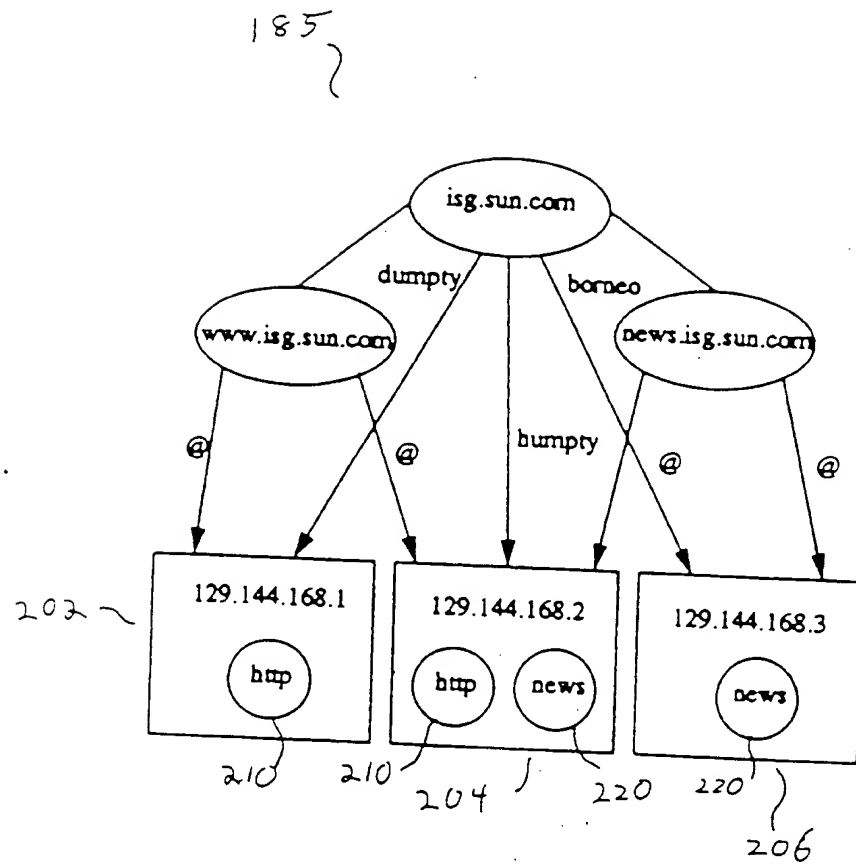 185
isg.sun.com
dumpty
borneo
www.isg.sun.com
news.isg.sun.com
@
@
humpty
@
@
202
129.144.168.1
129.144.168.2
129.144.168.3
http
http
news
news
210
210
204
220
220
206